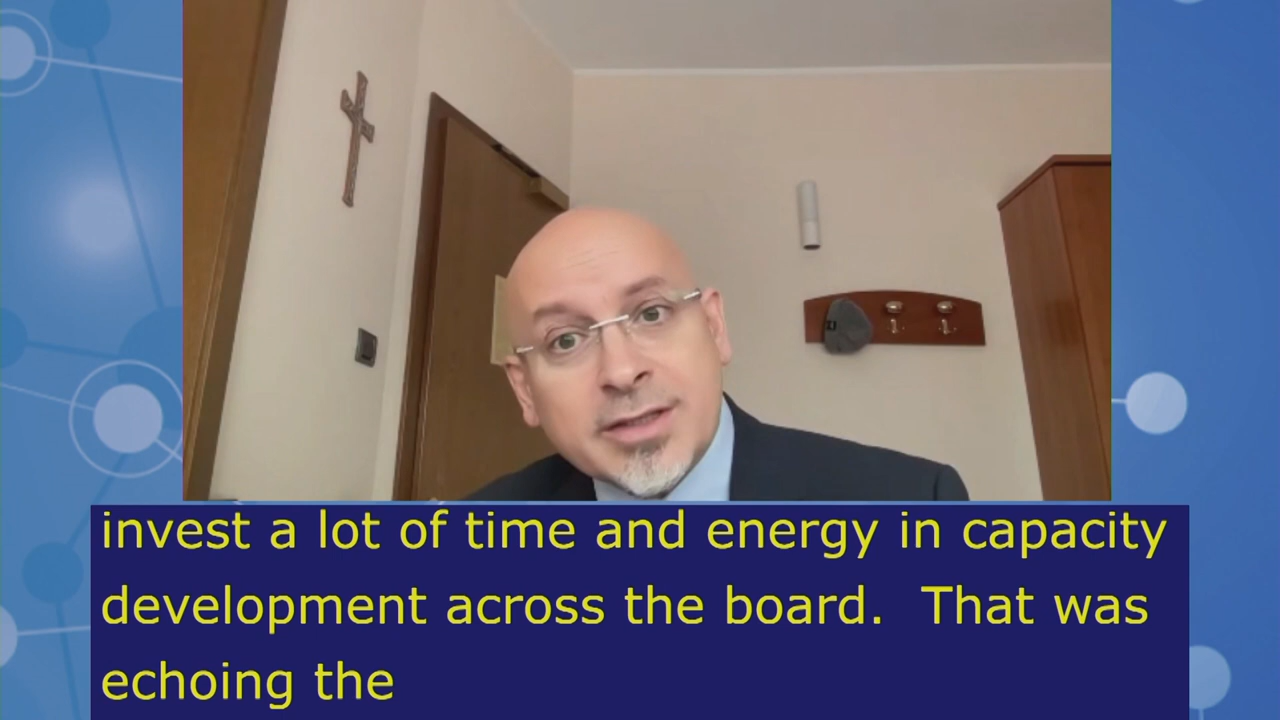 invest a lot of time and energy in capacity
development across the board.  That was
echoing the